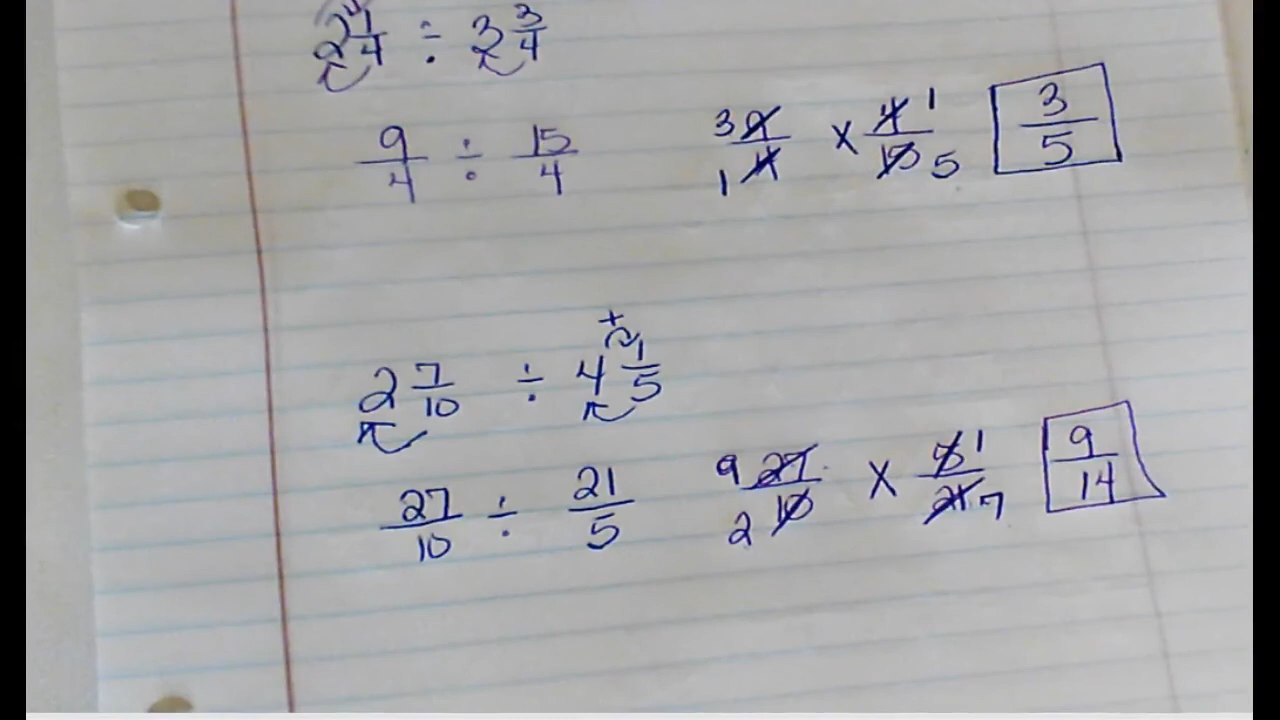 2 1/4 ÷ 3 3/4
9/4 ÷ 15/4 3 9/4 1 × 4/15 1 5 3/5
+
2 7/10 ÷ 4 1/5
27/10 ÷ 21/5 9 27/10 2 × 5/21 1 7 9/14